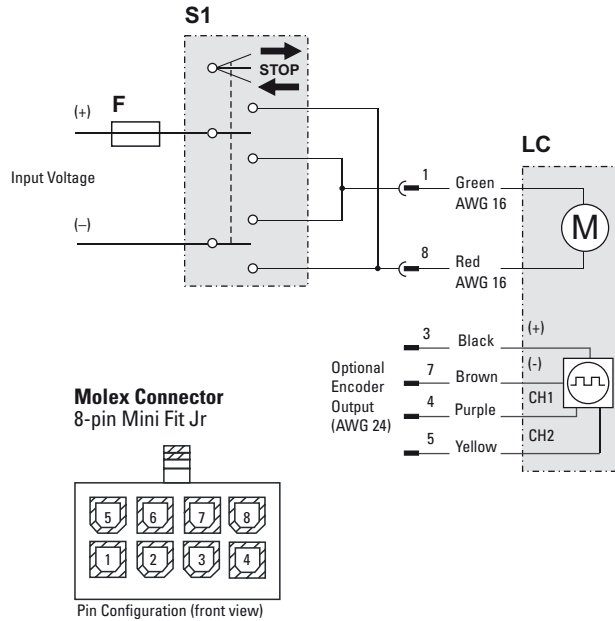 S1
STOP
(+)
F
Input Voltage
(–)
LC
1
Green
AWG 16
M
8
Red
AWG 16
3
Black
(+)
7
Brown
(-)
4
Purple
CH1
5
Yellow
CH2
Optional
Encoder
Output
(AWG 24)
Molex Connector
8-pin Mini Fit Jr
5 6 7 8
1 2 3 4
Pin Configuration (front view)